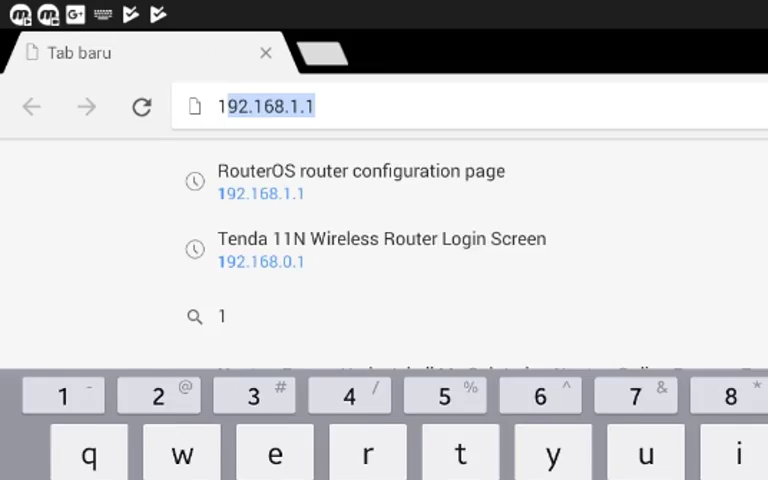 Tab baru
192.168.1.1
RouterOS router configuration page
192.168.1.1
Tenda 11N Wireless Router Login Screen
192.168.0.1
1
1 - 2 @ 3 # 4 / 5 % 6 ^ 7 & 8 *
q w e r t y u i